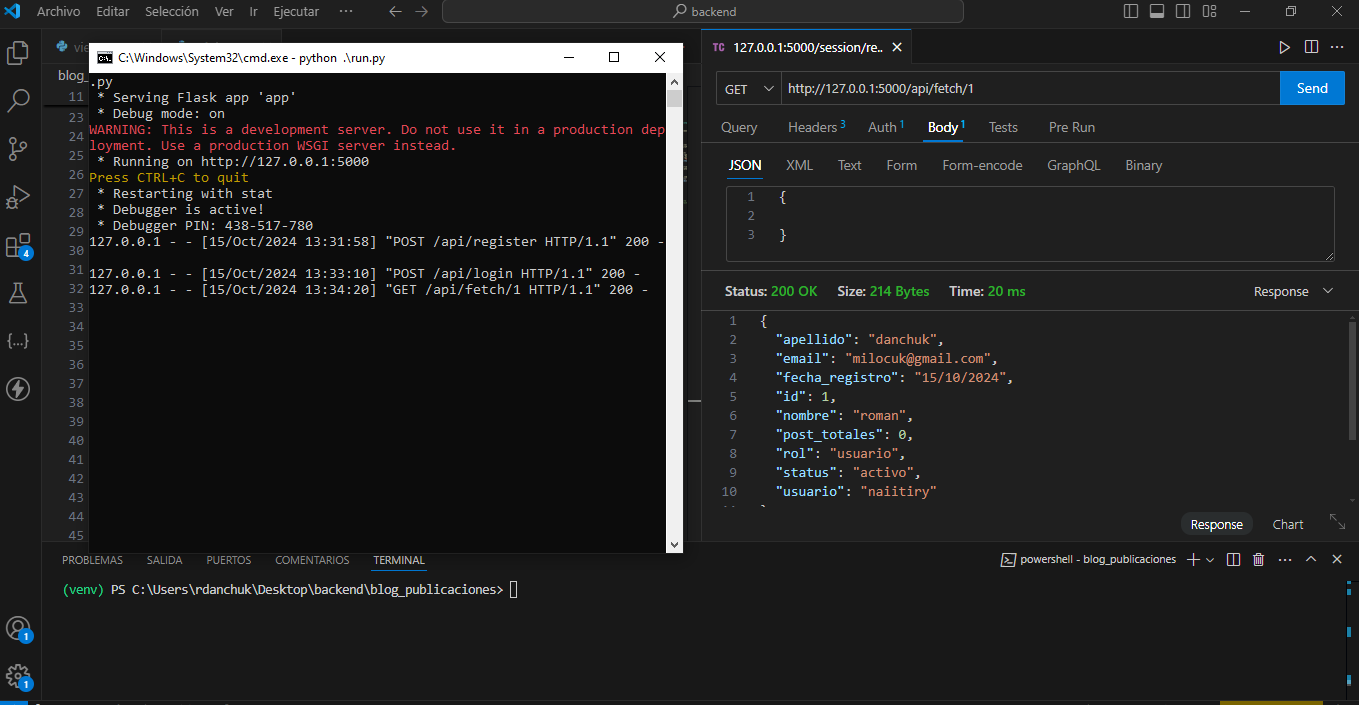 Archivo Editar Selección Ver Ir Ejecutar ··· backend
C:\Windows\System32\cmd.exe - python .\run.py
blog_
.py
* Serving Flask app 'app'
* Debug mode: on
WARNING: This is a development server. Do not use it in a production dep
loyment. Use a production WSGI server instead.
* Running on http://127.0.0.1:5000
Press CTRL+C to quit
* Restarting with stat
* Debugger is active!
* Debugger PIN: 438-517-780
127.0.0.1 - - [15/Oct/2024 13:31:58] "POST /api/register HTTP/1.1" 200 -
127.0.0.1 - - [15/Oct/2024 13:33:10] "POST /api/login HTTP/1.1" 200 -
127.0.0.1 - - [15/Oct/2024 13:34:20] "GET /api/fetch/1 HTTP/1.1" 200 -
11
23
24
25
26
27
28
29
30
31
32
33
34
35
36
37
38
39
40
41
42
43
44
45
4
1
1
TC 127.0.0.1:5000/session/re..
GET http://127.0.0.1:5000/api/fetch/1 Send
Query Headers 3 Auth 1 Body 1 Tests Pre Run
JSON XML Text Form Form-encode GraphQL Binary
1 {
2
3 }
Status: 200 OK Size: 214 Bytes Time: 20 ms Response
1 {
2 "apellido": "danchuk",
3 "email": "milocuk@gmail.com",
4 "fecha_registro": "15/10/2024",
5 "id": 1,
6 "nombre": "roman",
7 "post_totales": 0,
8 "rol": "usuario",
9 "status": "activo",
10 "usuario": "naiitiry"
Response Chart
PROBLEMAS SALIDA PUERTOS COMENTARIOS TERMINAL powershell - blog_publicaciones
(venv) PS C:\Users\rdanchuk\Desktop\backend\blog_publicaciones>